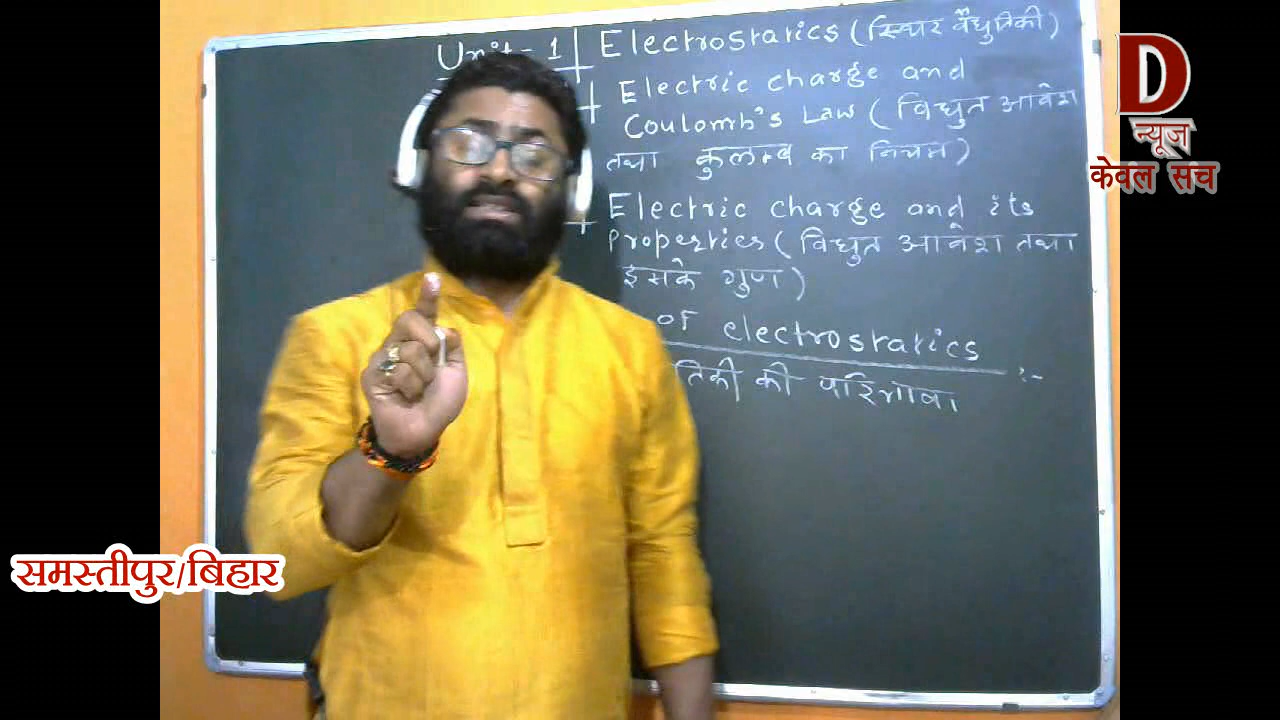 Unit-1 Electrostatics (स्थिर वैधुतिकी)
Electric charge and
Coulomb's Law (विधुत आवेश
तथा कुलम्ब का नियम)
Electric charge and its
Properties (विधुत आवेश तथा
इसके गुण)
of electrostatics :-
तिकी की परिभाषा
D
न्यूज
केवल सच
समस्तीपुर/बिहार